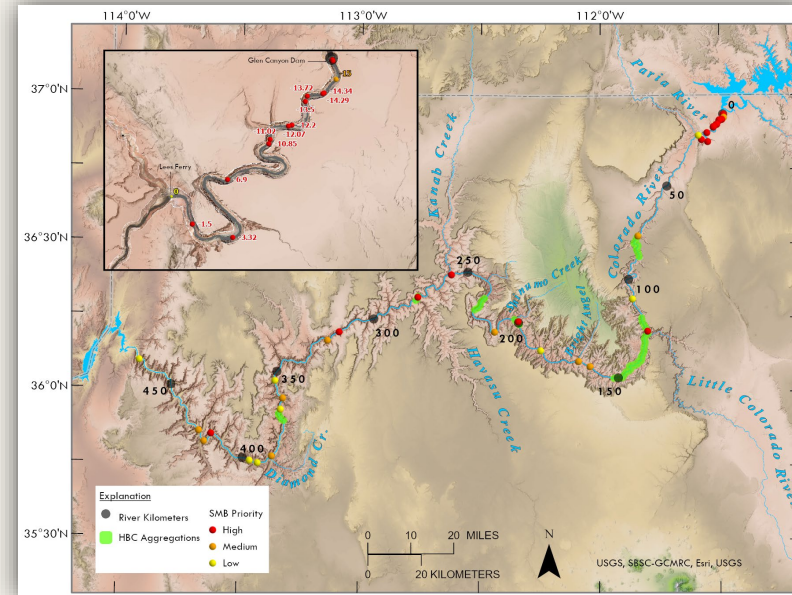 114°0'W
113°0'W
112°0'W
37°0'N
36°30'N
36°0'N
35°30'N
Glen Canyon Dam
15
13.72
14.34
14.29
13.5
12.2
12.07
11.02
10.85
6.9
Lees Ferry
0
1.5
3.32
Paria River
0
Kanab Creek
Colorado River
50
250
100
Shinumo Creek
Bright Angel
200
300
Havasu Creek
350
150
450
Little Colorado River
400
Diamond Cr.
Explanation
River Kilometers
HBC Aggregations
SMB Priority
High
Medium
Low
0 10 20 MILES
0 20 KILOMETERS
N
USGS, SBSC-GCMRC, Esri, USGS